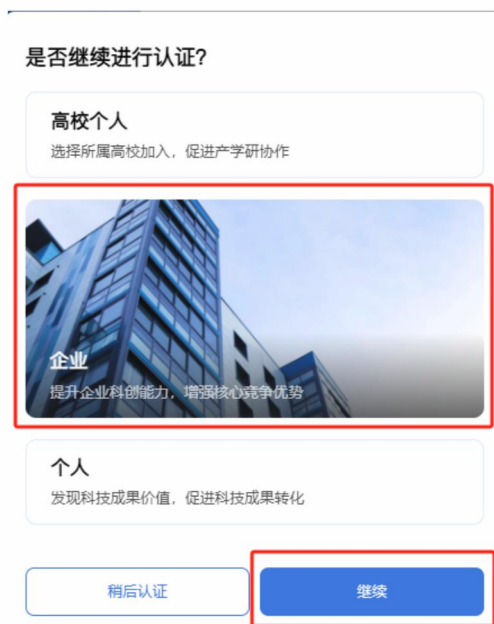 是否继续进行认证?
高校个人
选择所属高校加入，促进产学研协作
企业
提升企业科创能力，增强核心竞争优势
个人
发现科技成果价值，促进科技成果转化
稍后认证
继续